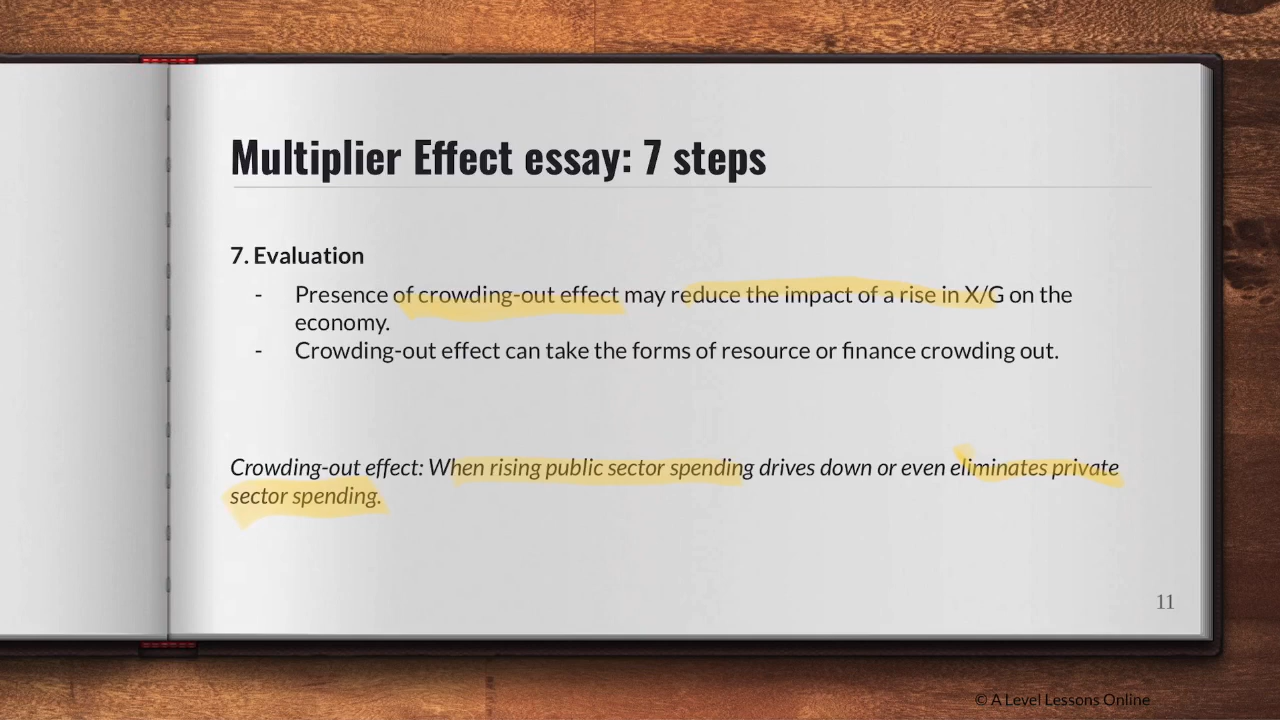 Multiplier Effect essay: 7 steps
7. Evaluation
- Presence of crowding-out effect may reduce the impact of a rise in X/G on the
economy.
- Crowding-out effect can take the forms of resource or finance crowding out.
Crowding-out effect: When rising public sector spending drives down or even eliminates private
sector spending.
11
© A Level Lessons Online